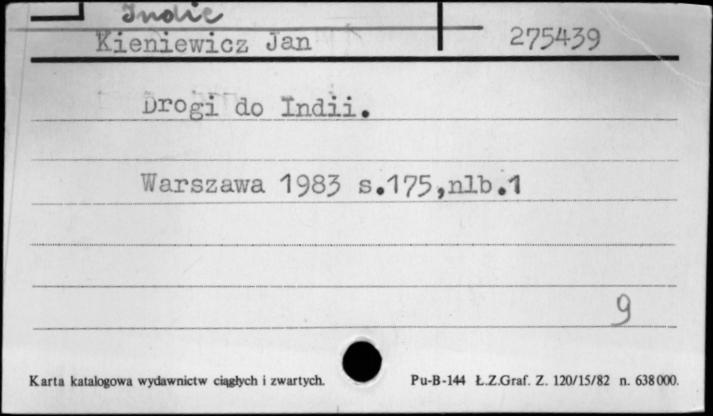 Indie
Kieniewicz Jan 275439
Drogi do Indii.
Warszawa 1983 s.175,nlb.1
9
Karta katalogowa wydawnictw ciągłych i zwartych. Pu-B-144 Ł.Z.Graf. Z. 120/15/82 n. 638000.